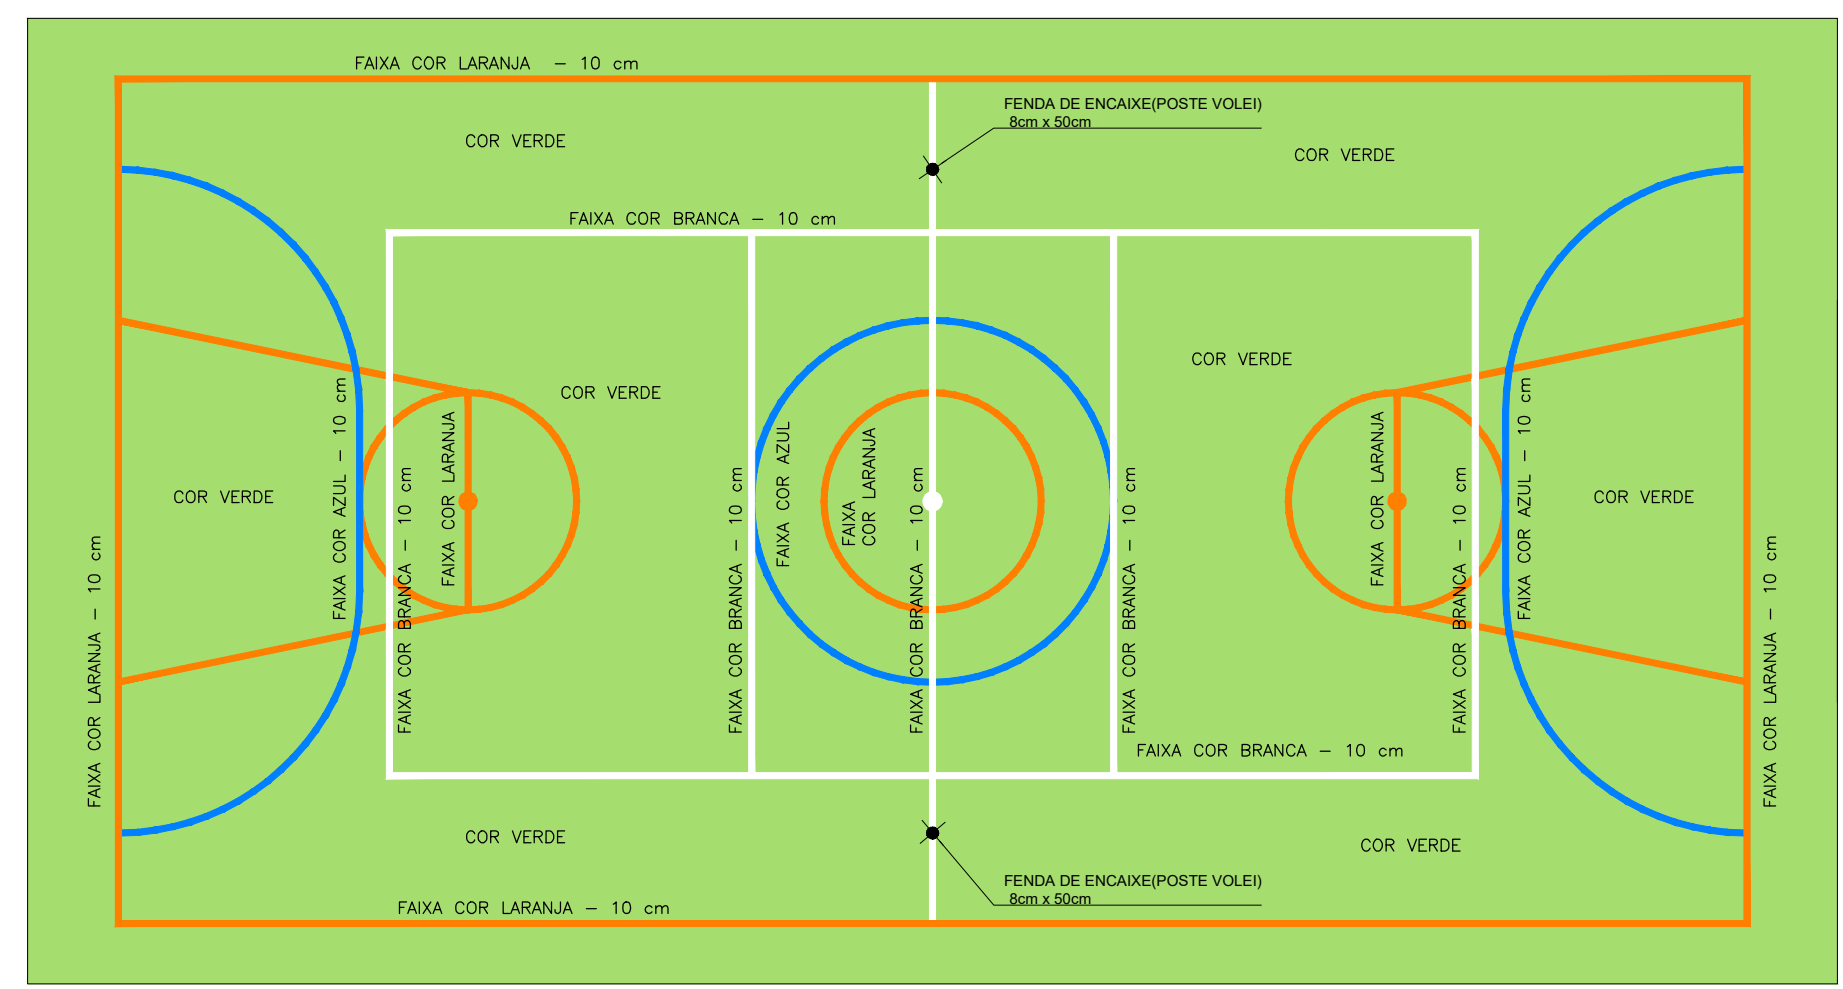 FAIXA COR LARANJA - 10 cm
FENDA DE ENCAIXE(POSTE VOLEI)
8cm x 50cm
COR VERDE
COR VERDE
FAIXA COR BRANCA - 10 cm
COR VERDE
COR VERDE
COR VERDE
COR VERDE
FAIXA COR LARANJA - 10 cm
FAIXA COR AZUL - 10 cm
FAIXA COR BRANCA - 10 cm
FAIXA COR LARANJA
FAIXA COR BRANCA - 10 cm
FAIXA COR AZUL
FAIXA
COR LARANJA
FAIXA COR BRANCA - 10 cm
FAIXA COR BRANCA - 10 cm
FAIXA COR LARANJA
FAIXA COR BRANCA - 10 cm
FAIXA COR AZUL - 10 cm
FAIXA COR LARANJA - 10 cm
FAIXA COR BRANCA - 10 cm
COR VERDE
COR VERDE
FENDA DE ENCAIXE(POSTE VOLEI)
8cm x 50cm
FAIXA COR LARANJA - 10 cm